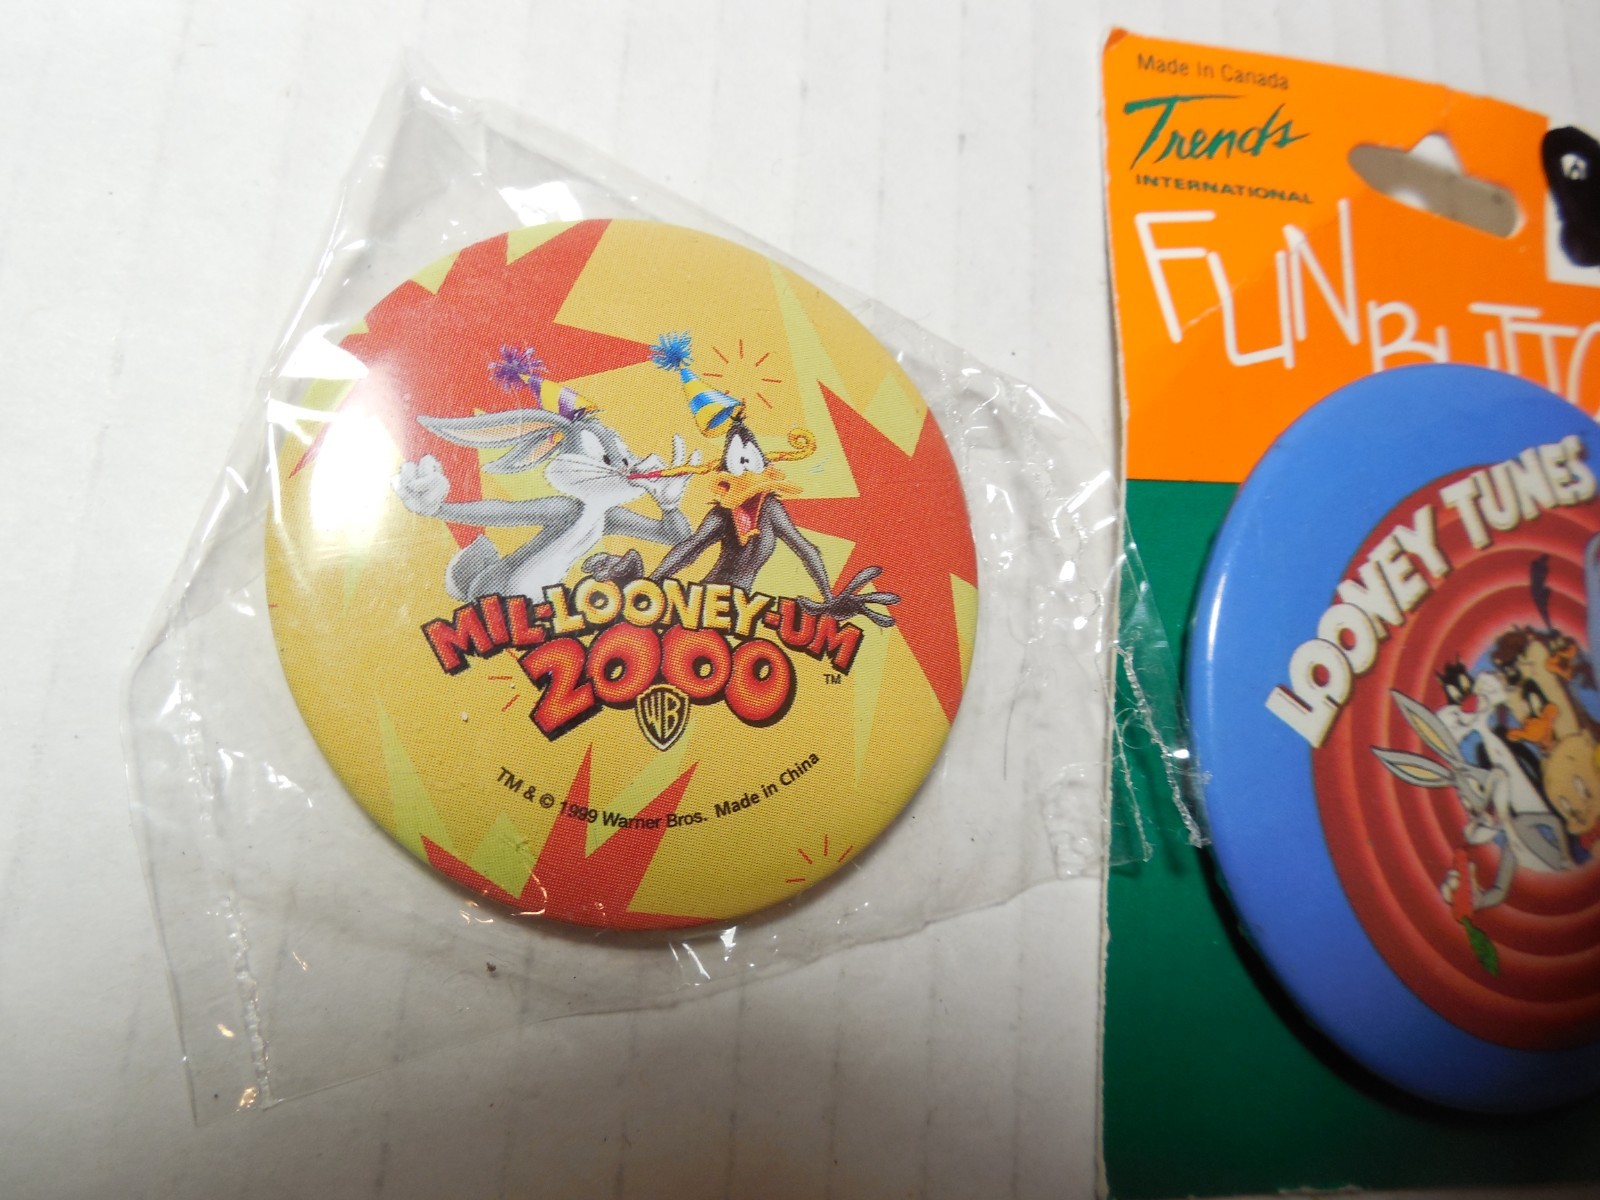 MIL-LOONEY-UM
2000
TM
WB
TM & © 1999 Warner Bros. Made in China
Made In Canada
Trends
INTERNATIONAL
FUN
LOONEY TUNES